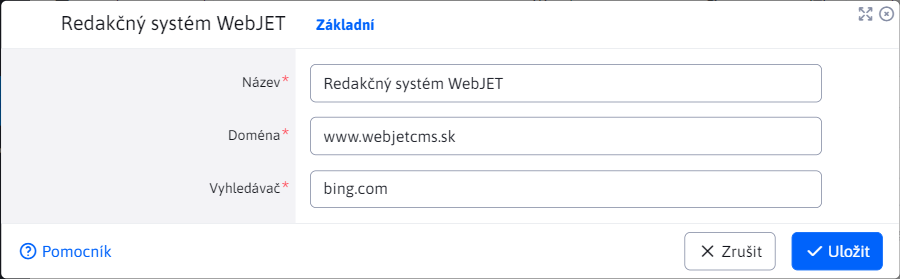 Redakčný systém WebJET Základní
Název*
Redakčný systém WebJET
Doména*
www.webjetcms.sk
Vyhledávač*
bing.com
Pomocník
Zrušit
Uložit